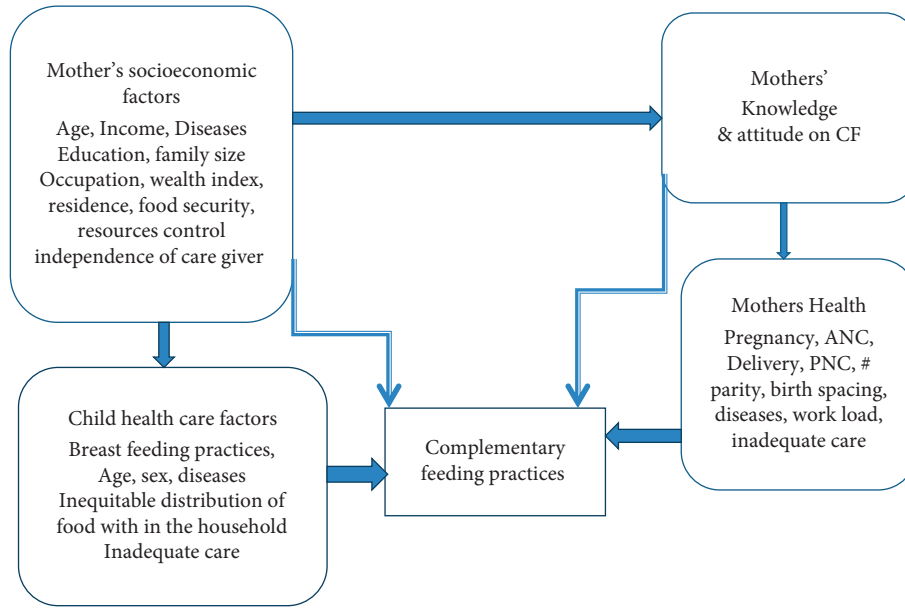 Mother's socioeconomic
factors
Age, Income, Diseases
Education, family size
Occupation, wealth index,
residence, food security,
resources control
independence of care giver
Mothers'
Knowledge
& attitude on CF
Mothers Health
Pregnancy, ANC,
Delivery, PNC, #
parity, birth spacing,
diseases, work load,
inadequate care
Child health care factors
Breast feeding practices,
Age, sex, diseases
Inequitable distribution of
food with in the household
Inadequate care
Complementary
feeding practices